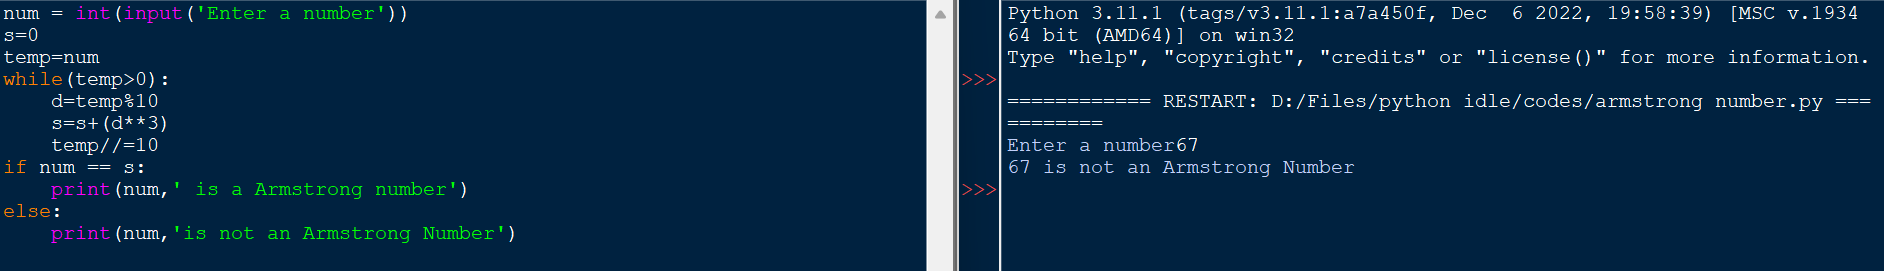 num = int(input('Enter a number'))
s=0
temp=num
while(temp>0):
    d=temp%10
    s=s+(d**3)
    temp//=10
if num == s:
    print(num,' is a Armstrong number')
else:
    print(num,'is not an Armstrong Number')
Python 3.11.1 (tags/v3.11.1:a7a450f, Dec  6 2022, 19:58:39) [MSC v.1934
64 bit (AMD64)] on win32
Type "help", "copyright", "credits" or "license()" for more information.
>>>
============ RESTART: D:/Files/python idle/codes/armstrong number.py ===
========
Enter a number67
67 is not an Armstrong Number
>>>